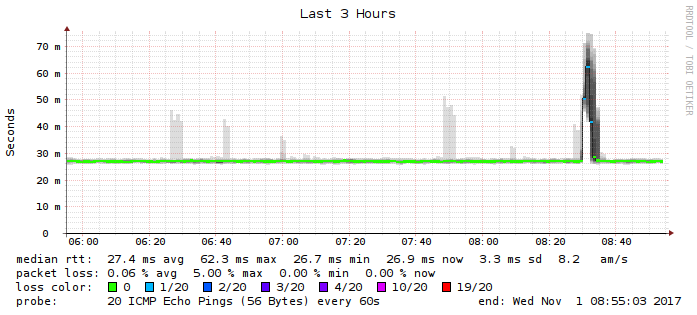 Last 3 Hours
RRDTOOL / TOBI OETIKER
Seconds
70 m
60 m
50 m
40 m
30 m
20 m
10 m
0
06:00 06:20 06:40 07:00 07:20 07:40 08:00 08:20 08:40
median rtt: 27.4 ms avg 62.3 ms max 26.7 ms min 26.9 ms now 3.3 ms sd 8.2 am/s
packet loss: 0.06 % avg 5.00 % max 0.00 % min 0.00 % now
loss color: 0 1/20 2/20 3/20 4/20 10/20 19/20
probe: 20 ICMP Echo Pings (56 Bytes) every 60s end: Wed Nov 1 08:55:03 2017